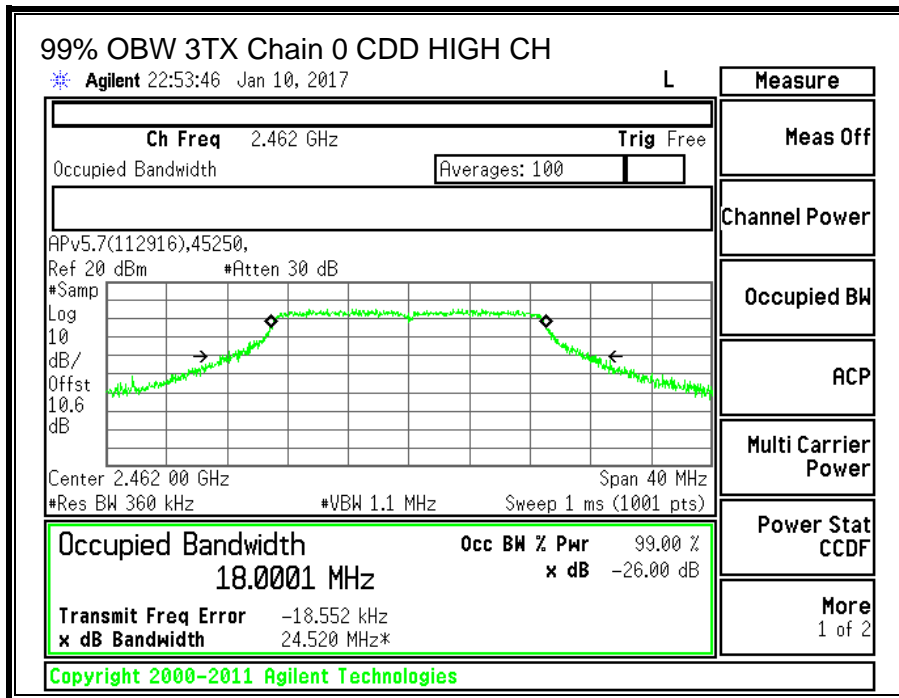 99% OBW 3TX Chain 0 CDD HIGH CH
Agilent 22:53:46 Jan 10, 2017 L
Measure
Ch Freq 2.462 GHz Trig Free
Meas Off
Occupied Bandwidth Averages: 100
Channel Power
APv5.7(112916),45250,
Ref 20 dBm #Atten 30 dB
#Samp
Log
10
dB/
Offst
10.6
dB
Occupied BW
ACP
Multi Carrier
Power
Center 2.462 00 GHz Span 40 MHz
#Res BW 360 kHz #VBW 1.1 MHz Sweep 1 ms (1001 pts)
Power Stat
CCDF
Occupied Bandwidth Occ BW % Pwr 99.00 %
18.0001 MHz x dB -26.00 dB
Transmit Freq Error -18.552 kHz
x dB Bandwidth 24.520 MHz*
More
1 of 2
Copyright 2000-2011 Agilent Technologies